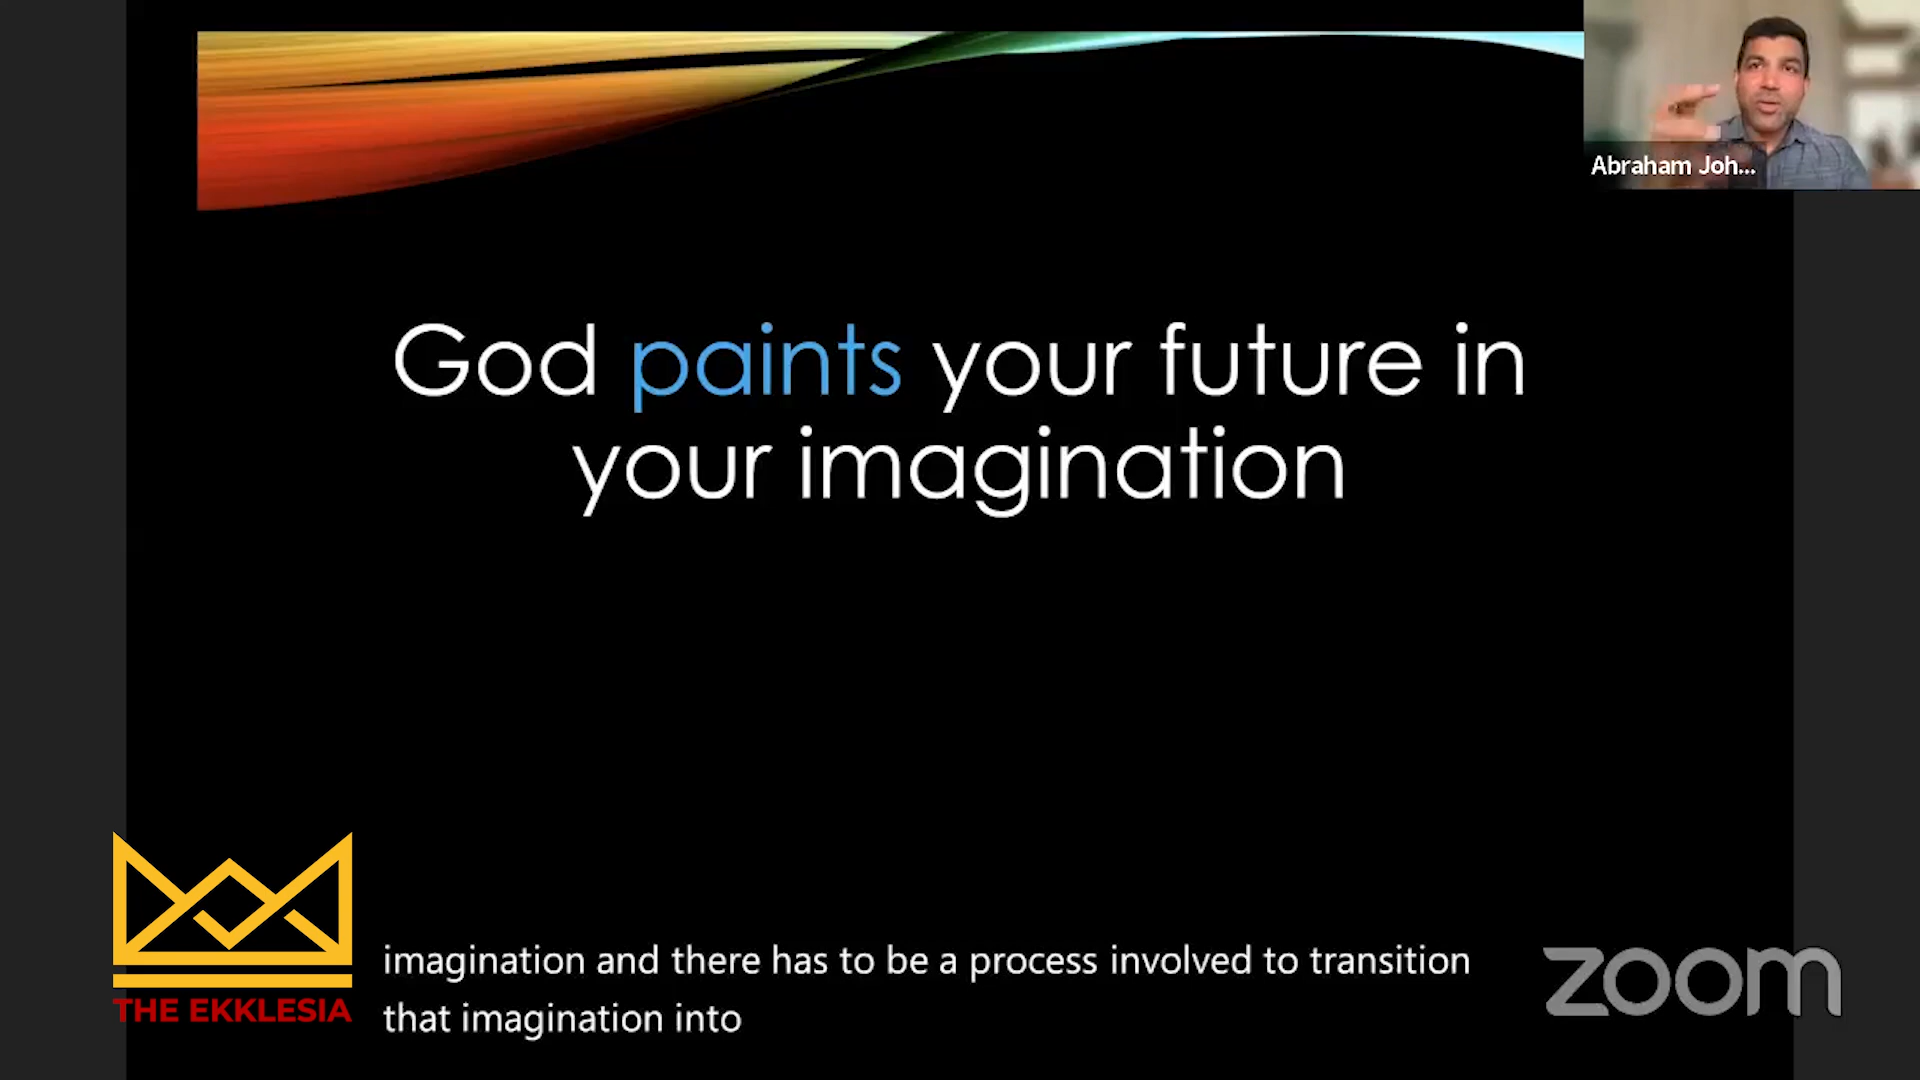 Abraham Joh...
God paints your future in
your imagination
THE EKKLESIA
imagination and there has to be a process involved to transition
that imagination into
zoom